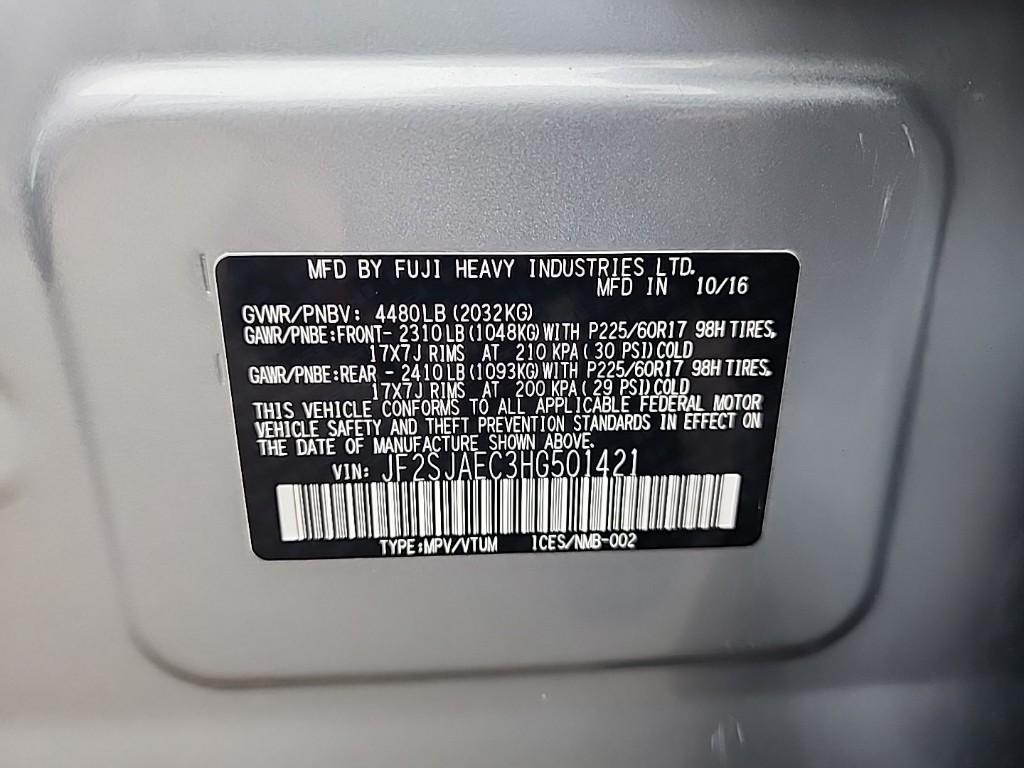 MFD BY FUJI HEAVY INDUSTRIES LTD.
MFD IN 10/16
GVWR/PNBV: 4480LB (2032KG)
GAWR/PNBE:FRONT- 2310LB (1048KG) WITH P225/60R17 98H TIRES,
17X7J RIMS AT 210 KPA ( 30 PSI) COLD
GAWR/PNBE:REAR - 2410LB (1093KG) WITH P225/60R17 98H TIRES,
17X7J RIMS AT 200 KPA ( 29 PSI) COLD
THIS VEHICLE CONFORMS TO ALL APPLICABLE FEDERAL MOTOR
VEHICLE SAFETY AND THEFT PREVENTION STANDARDS IN EFFECT ON
THE DATE OF MANUFACTURE SHOWN ABOVE.
VIN: JF2SJAEC3HG501421
TYPE:MPV/VTUM ICES/NMB-002